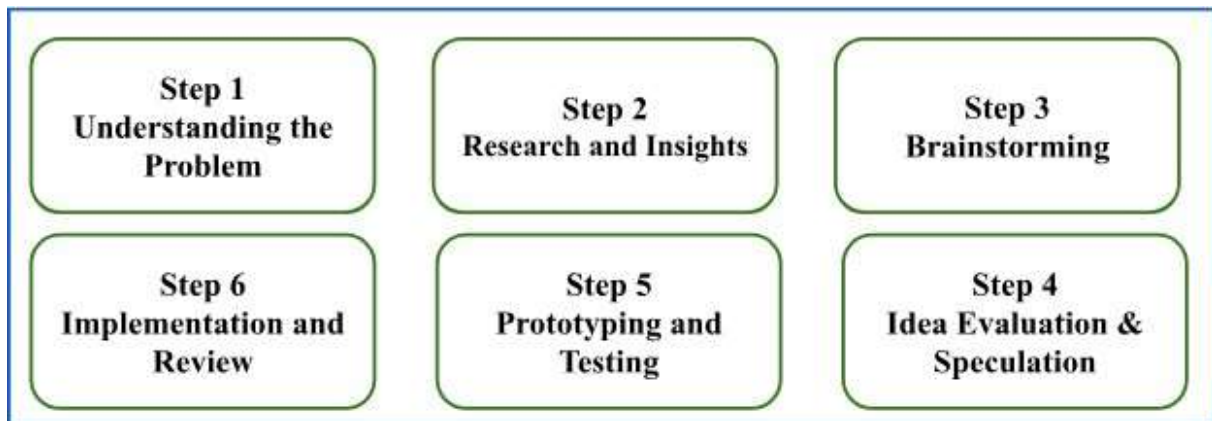 Step 1
Understanding the
Problem
Step 2
Research and Insights
Step 3
Brainstorming
Step 6
Implementation and
Review
Step 5
Prototyping and
Testing
Step 4
Idea Evaluation &
Speculation